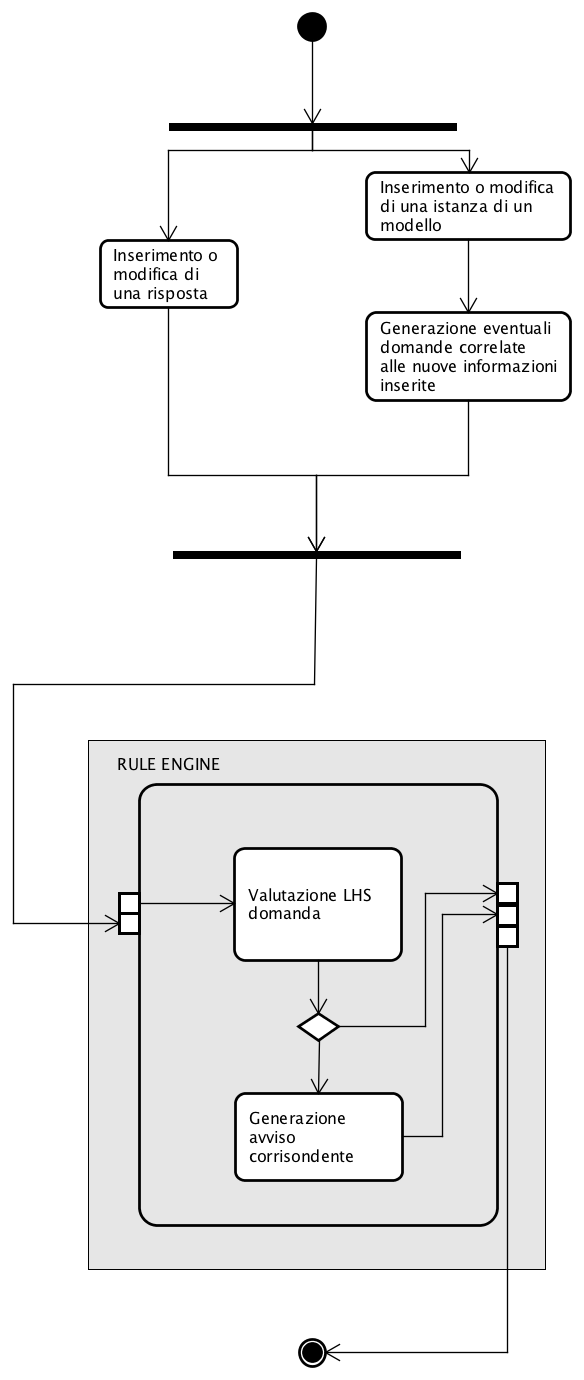 Inserimento o modifica
di una istanza di un
modello
Inserimento o
modifica di
una risposta
Generazione eventuali
domande correlate
alle nuove informazioni
inserite
RULE ENGINE
Valutazione LHS
domanda
Generazione
avviso
corrisondente